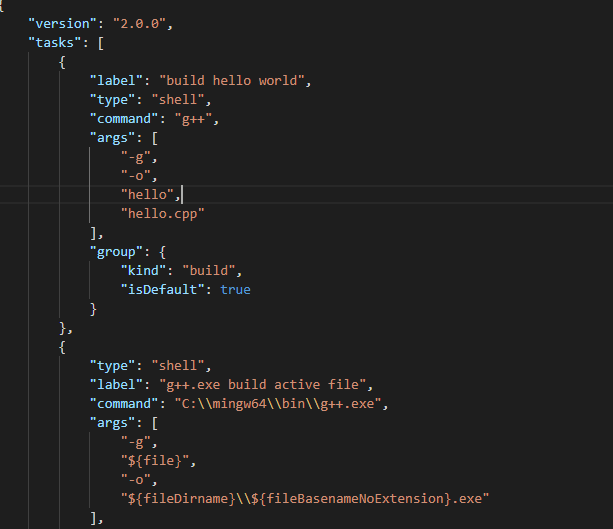 {
"version": "2.0.0",
"tasks": [
{
"label": "build hello world",
"type": "shell",
"command": "g++",
"args": [
"-g",
"-o",
"hello",
"hello.cpp"
],
"group": {
"kind": "build",
"isDefault": true
}
},
{
"type": "shell",
"label": "g++.exe build active file",
"command": "C:\\mingw64\\bin\\g++.exe",
"args": [
"-g",
"${file}",
"-o",
"${fileDirname}\\${fileBasenameNoExtension}.exe"
],